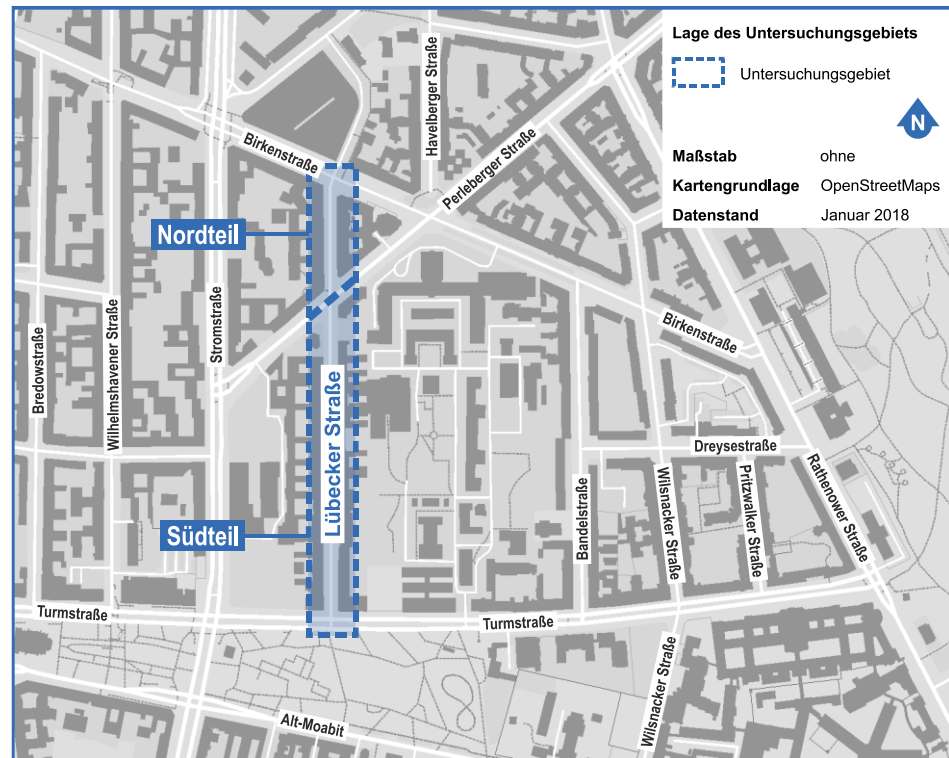 Lage des Untersuchungsgebiets
Untersuchungsgebiet
N
Maßstab ohne
Kartengrundlage OpenStreetMaps
Datenstand Januar 2018
Havelberger Straße
Birkenstraße
Perleberger Straße
Nordteil
Bredowstraße
Wilhelmshavener Straße
Stromstraße
Birkenstraße
Lübecker Straße
Dreysestraße
Südteil
Bandelstraße
Wilsnacker Straße
Pritzwalker Straße
Rathenower Straße
Turmstraße
Turmstraße
Wilsnacker Straße
Alt-Moabit